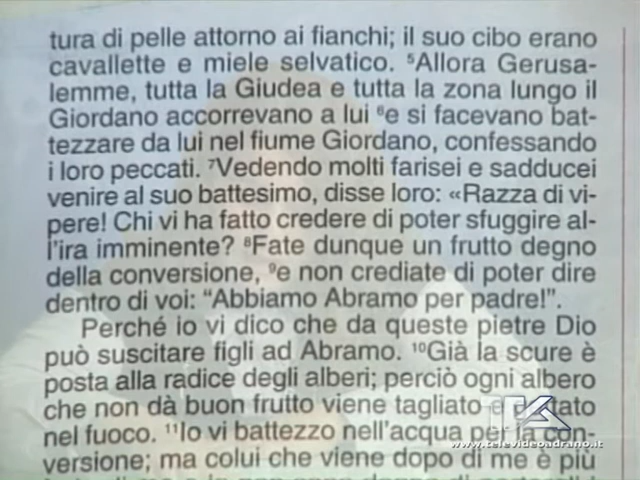 tura di pelle attorno ai fianchi; il suo cibo erano
cavallette e miele selvatico. ⁵Allora Gerusa-
lemme, tutta la Giudea e tutta la zona lungo il
Giordano accorrevano a lui ⁶e si facevano bat-
tezzare da lui nel fiume Giordano, confessando
i loro peccati. ⁷Vedendo molti farisei e sadducei
venire al suo battesimo, disse loro: «Razza di vi-
pere! Chi vi ha fatto credere di poter sfuggire al-
l'ira imminente? ⁸Fate dunque un frutto degno
della conversione, ⁹e non crediate di poter dire
dentro di voi: “Abbiamo Abramo per padre!”.
Perché io vi dico che da queste pietre Dio
può suscitare figli ad Abramo. ¹⁰Già la scure è
posta alla radice degli alberi; perciò ogni albero
che non dà buon frutto viene tagliato e gettato
nel fuoco. ¹¹Io vi battezzo nell'acqua per la con-
www.televideoadrano.it
versione; ma colui che viene dopo di me è più